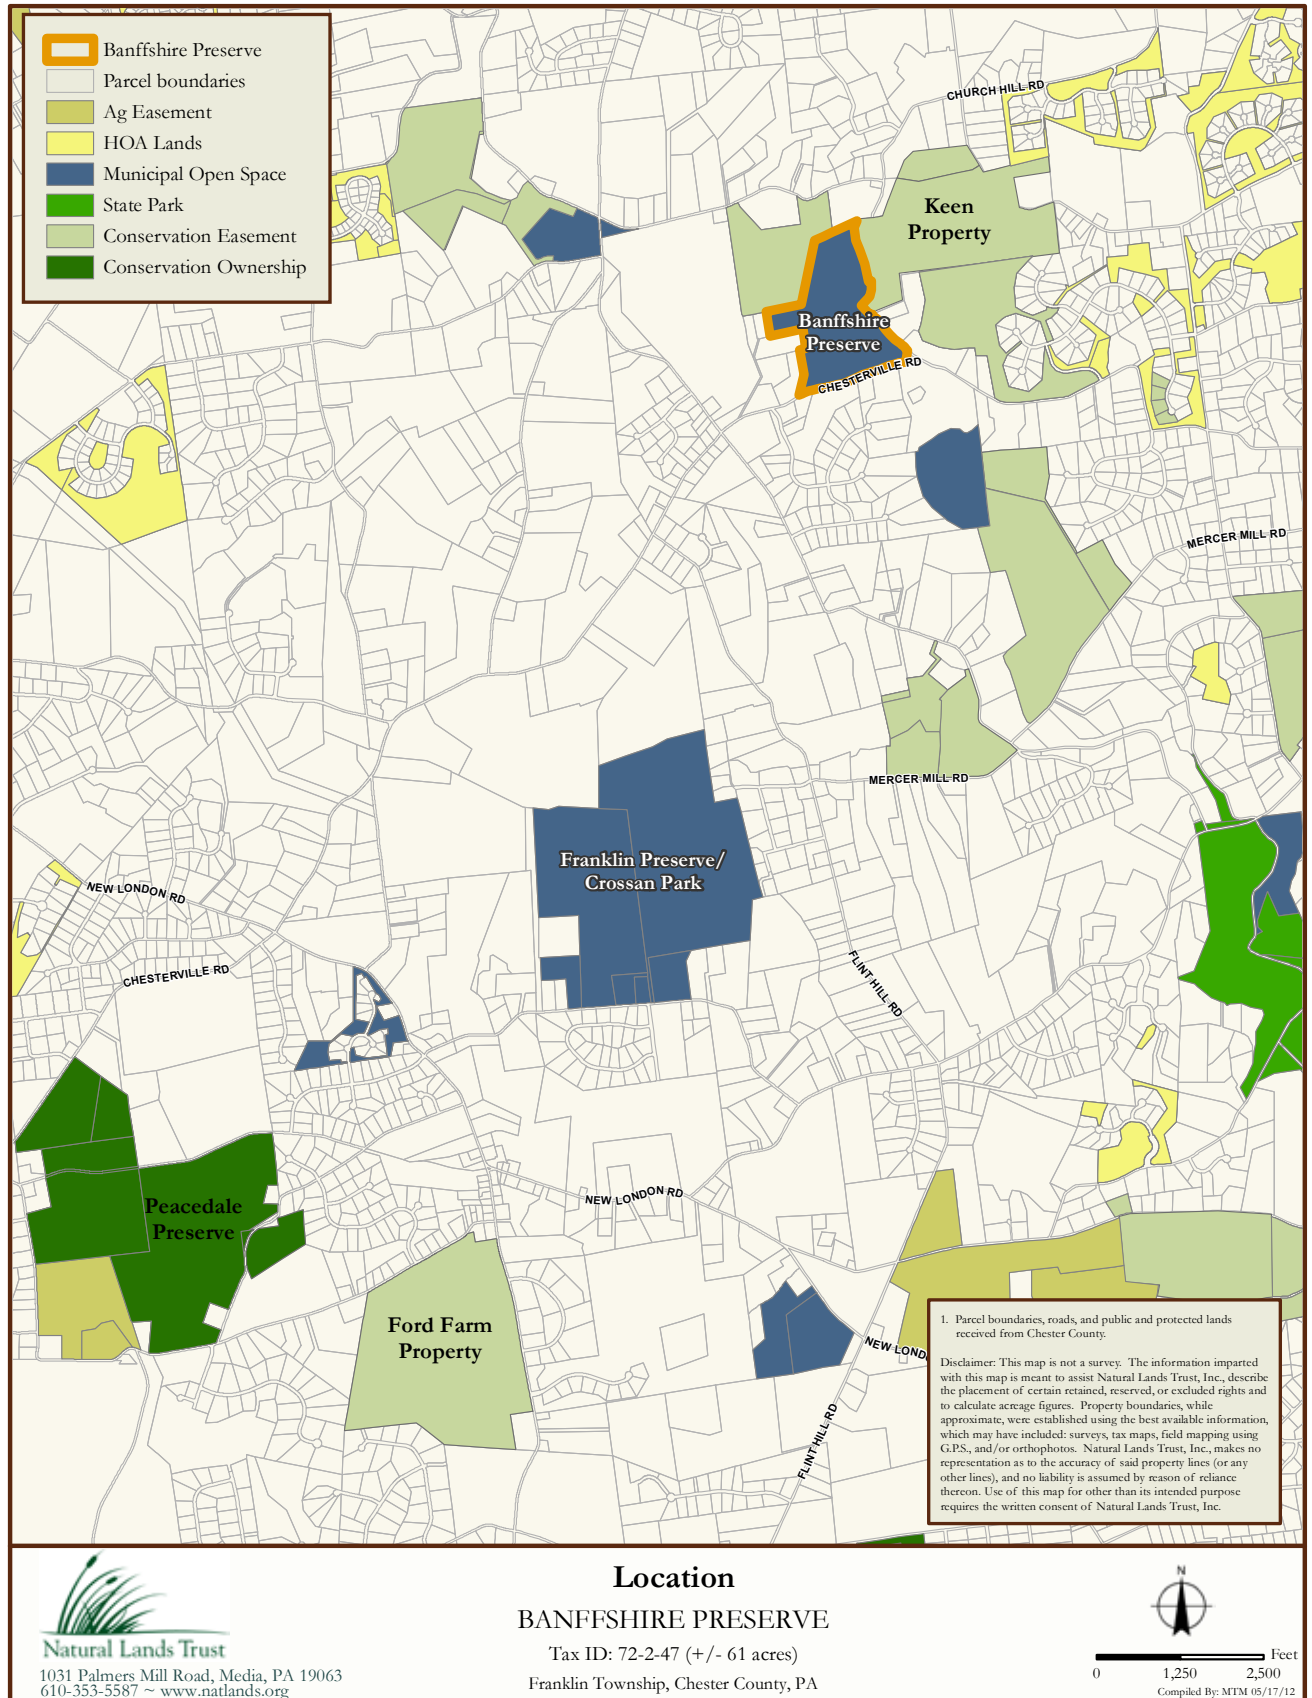 Banffshire Preserve
Parcel boundaries
Ag Easement
HOA Lands
Municipal Open Space
State Park
Conservation Easement
Conservation Ownership
CHURCH HILL RD
Keen
Property
Banffshire
Preserve
CHESTERVILLE RD
MERCER MILL RD
MERCER MILL RD
Franklin Preserve/
Crossan Park
NEW LONDON RD
CHESTERVILLE RD
FLINT HILL RD
Peacedale
Preserve
NEW LONDON RD
Ford Farm
Property
NEW LOND
FLINT HILL RD
1. Parcel boundaries, roads, and public and protected lands
received from Chester County.
Disclaimer: This map is not a survey. The information imparted
with this map is meant to assist Natural Lands Trust, Inc., describe
the placement of certain retained, reserved, or excluded rights and
to calculate acreage figures. Property boundaries, while
approximate, were established using the best available information,
which may have included: surveys, tax maps, field mapping using
G.P.S., and/or orthophotos. Natural Lands Trust, Inc., makes no
representation as to the accuracy of said property lines (or any
other lines), and no liability is assumed by reason of reliance
thereon. Use of this map for other than its intended purpose
requires the written consent of Natural Lands Trust, Inc.
Natural Lands Trust
1031 Palmers Mill Road, Media, PA 19063
610-353-5587 ~ www.natlands.org
Location
BANFFSHIRE PRESERVE
Tax ID: 72-2-47 (+/- 61 acres)
Franklin Township, Chester County, PA
N
Feet
0 1,250 2,500
Compiled By: MTM 05/17/12